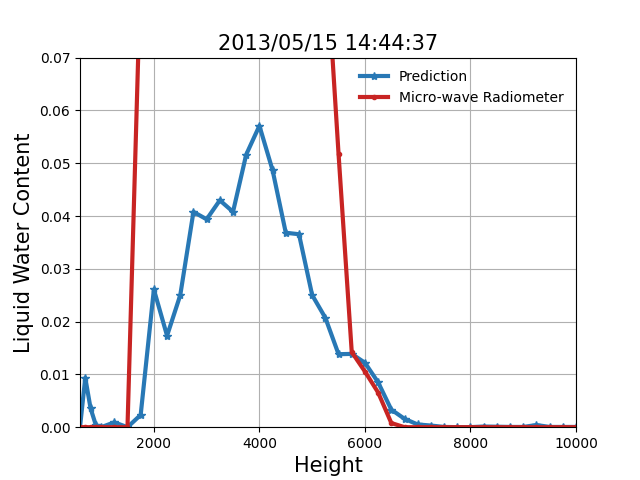 2013/05/15 14:44:37
Prediction
Micro-wave Radiometer
Liquid Water Content
0.07
0.06
0.05
0.04
0.03
0.02
0.01
0.00
2000 4000 6000 8000 10000
Height